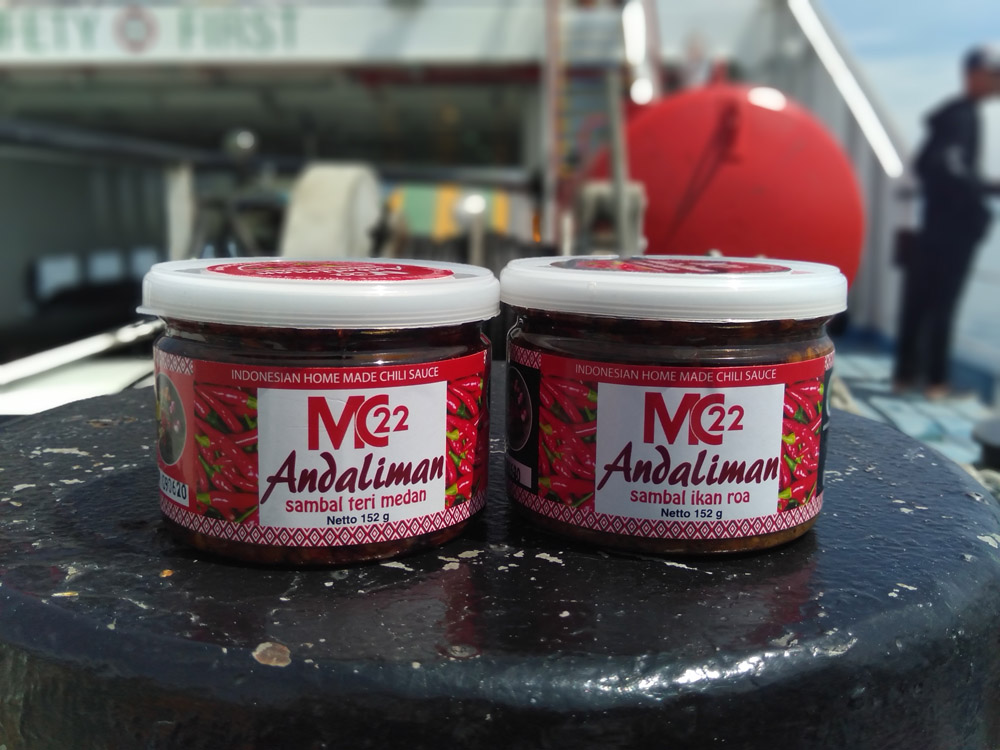 FETY FIRST
INDONESIAN HOME MADE CHILI SAUCE
MC22
Andaliman
sambal teri medan
Netto 152 g
INDONESIAN HOME MADE CHILI SAUCE
MC22
Andaliman
sambal ikan roa
Netto 152 g